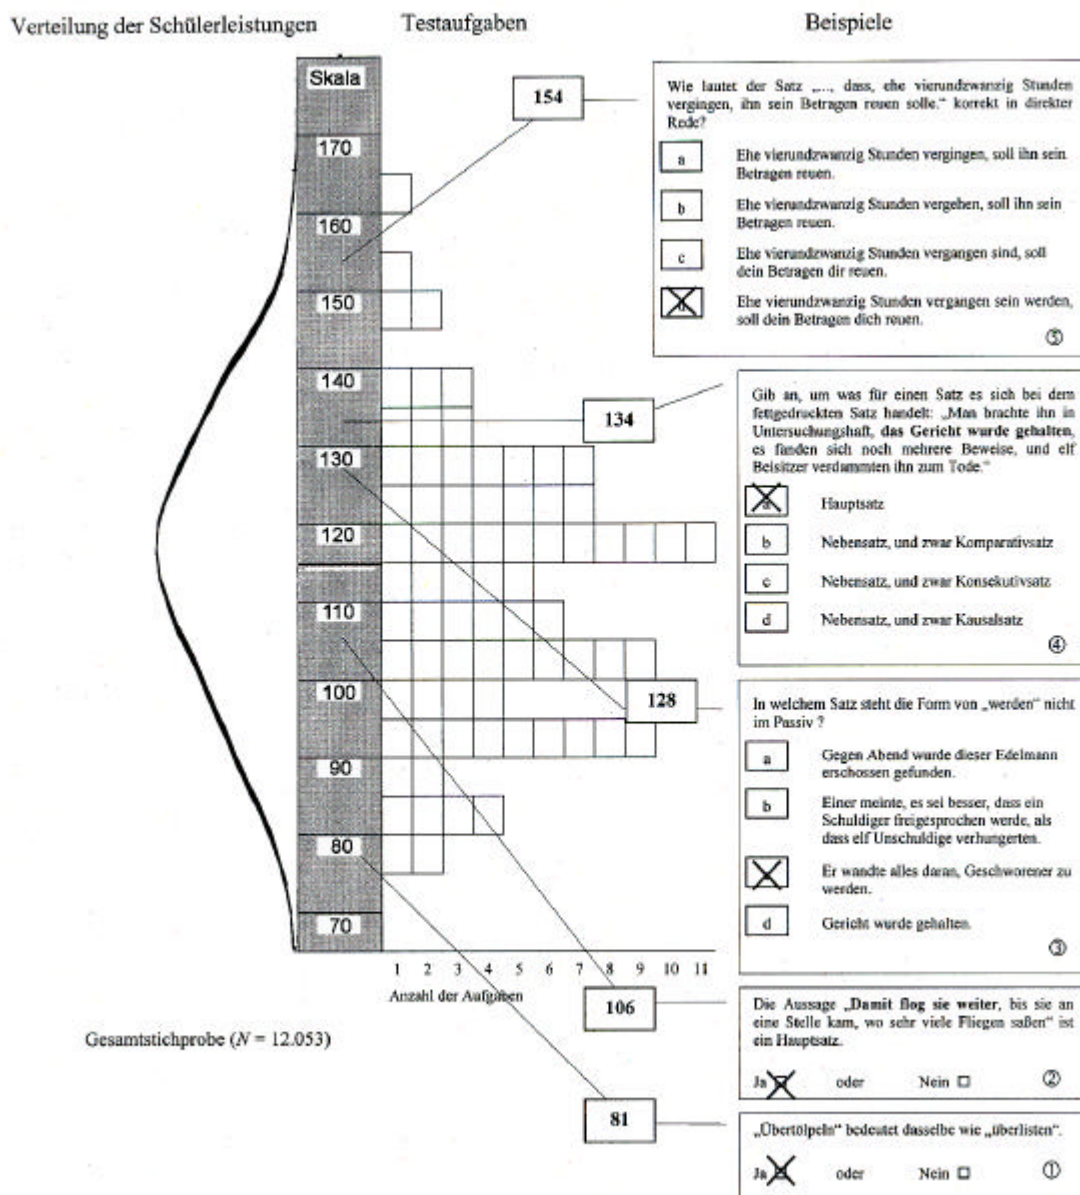 Verteilung der Schülerleistungen
Testaufgaben
Beispiele
Skala
170
160
150
140
130
120
110
100
90
80
70
1 2 3 4 5 6 7 8 9 10 11
Anzahl der Aufgaben
Gesamtstichprobe (N = 12.053)
154
Wie lautet der Satz „..., dass, ehe vierundzwanzig Stunden
vergingen, ihn sein Betragen reuen solle.“ korrekt in direkter
Rede?
a Ehe vierundzwanzig Stunden vergingen, soll ihn sein
Betragen reuen.
b Ehe vierundzwanzig Stunden vergehen, soll ihn sein
Betragen reuen.
c Ehe vierundzwanzig Stunden vergangen sind, soll
dein Betragen dir reuen.
Ehe vierundzwanzig Stunden vergangen sein werden,
soll dein Betragen dich reuen.
⑤
134
Gib an, um was für einen Satz es sich bei dem
fettgedruckten Satz handelt: „Man brachte ihn in
Untersuchungshaft, das Gericht wurde gehalten,
es fanden sich noch mehrere Beweise, und elf
Beisitzer verdammten ihn zum Tode.“
a Hauptsatz
b Nebensatz, und zwar Komparativsatz
c Nebensatz, und zwar Konsekutivsatz
d Nebensatz, und zwar Kausalsatz
④
128
In welchem Satz steht die Form von „werden“ nicht
im Passiv ?
a Gegen Abend wurde dieser Edelmann
erschossen gefunden.
b Einer meinte, es sei besser, dass ein
Schuldiger freigesprochen werde, als
dass elf Unschuldige verhungerten.
Er wandte alles daran, Geschworener zu
werden.
d Gericht wurde gehalten.
③
106
Die Aussage „Damit flog sie weiter, bis sie an
eine Stelle kam, wo sehr viele Fliegen saßen“ ist
ein Hauptsatz.
Ja oder Nein ②
81
„Übertölpeln“ bedeutet dasselbe wie „überlisten“.
Ja oder Nein ①